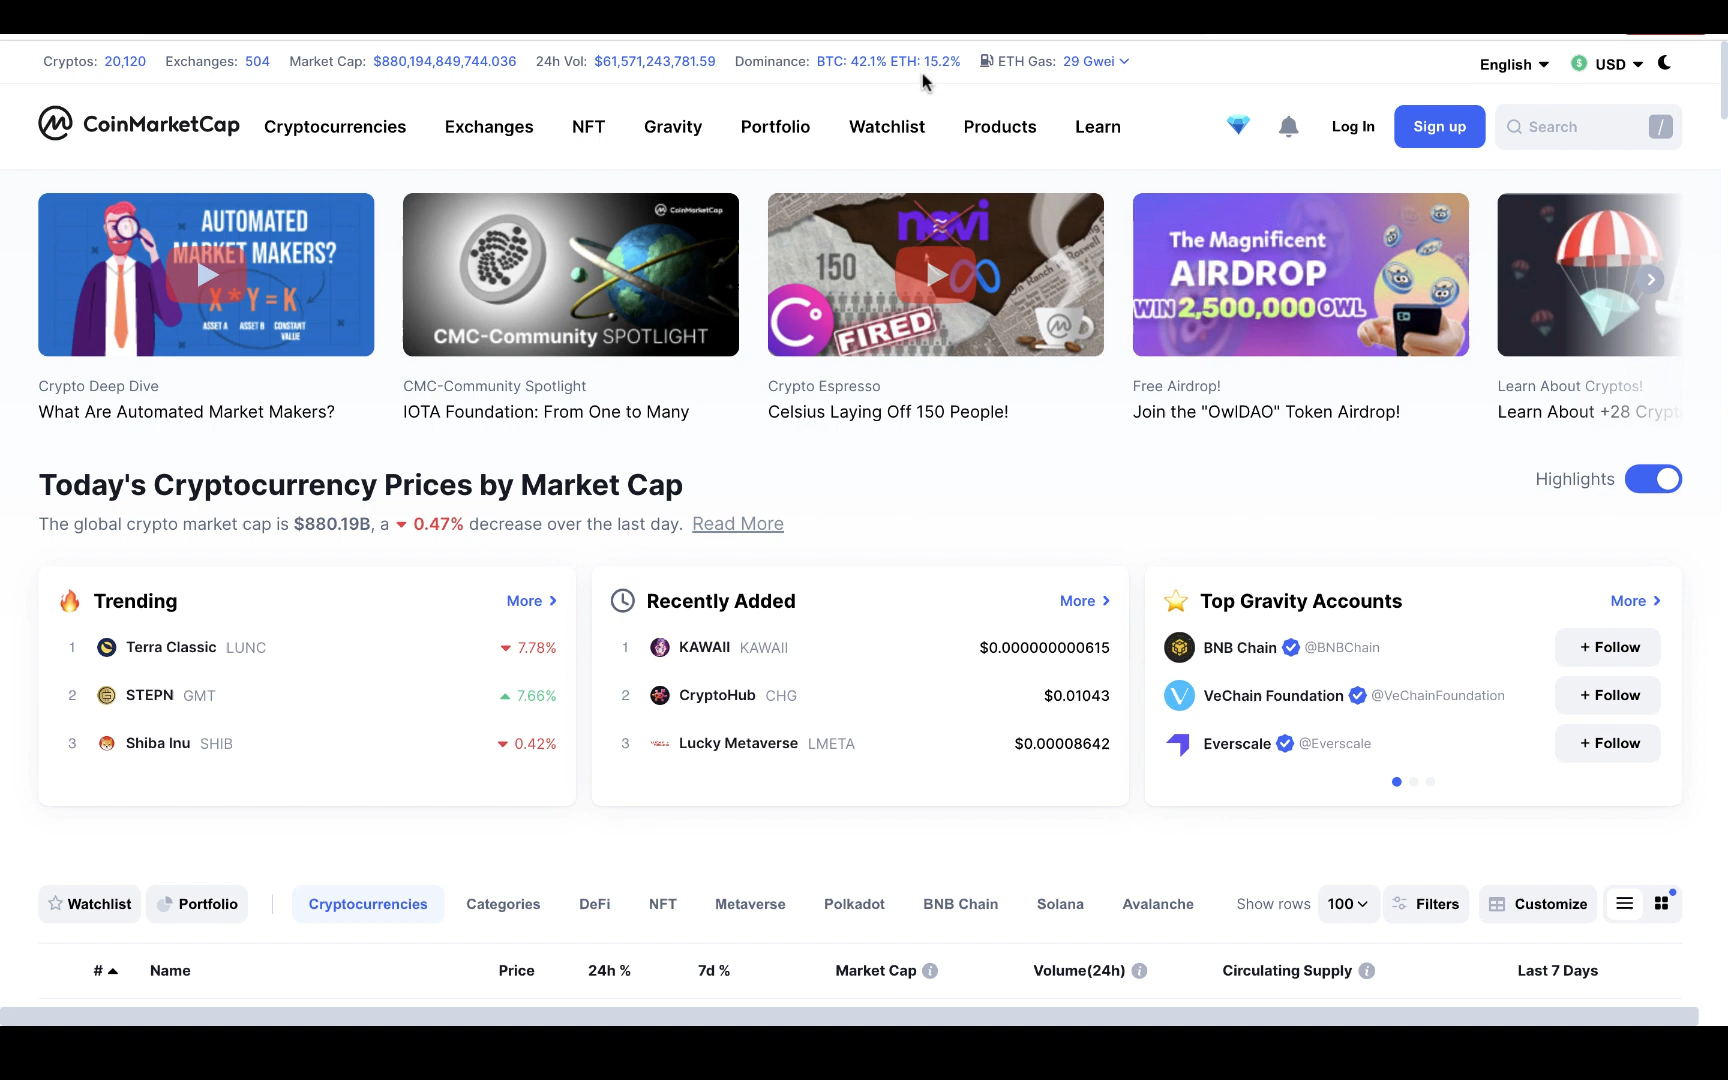 Cryptos: 20,120 Exchanges: 504 Market Cap: $880,194,849,744.036 24h Vol: $61,571,243,781.59 Dominance: BTC: 42.1% ETH: 15.2% ETH Gas: 29 Gwei
English $ USD
CoinMarketCap Cryptocurrencies Exchanges NFT Gravity Portfolio Watchlist Products Learn Log In Sign up Search /
AUTOMATED
MARKET MAKERS?
X * Y = K
ASSET A ASSET B CONSTANT
VALUE
CoinMarketCap
CMC-Community SPOTLIGHT
novi
150
FIRED
The Magnificent
AIRDROP
WIN 2,500,000 OWL
Crypto Deep Dive
What Are Automated Market Makers?
CMC-Community Spotlight
IOTA Foundation: From One to Many
Crypto Espresso
Celsius Laying Off 150 People!
Free Airdrop!
Join the "OwlDAO" Token Airdrop!
Learn About Cryptos!
Learn About +28 Crypt
Today's Cryptocurrency Prices by Market Cap
Highlights
The global crypto market cap is $880.19B, a 0.47% decrease over the last day. Read More
Trending More
1 Terra Classic LUNC 7.78%
2 STEPN GMT 7.66%
3 Shiba Inu SHIB 0.42%
Recently Added More
1 KAWAII KAWAII $0.000000000615
2 CryptoHub CHG $0.01043
3 Lucky Metaverse LMETA $0.00008642
Top Gravity Accounts More
BNB Chain @BNBChain + Follow
VeChain Foundation @VeChainFoundation + Follow
Everscale @Everscale + Follow
Watchlist Portfolio Cryptocurrencies Categories DeFi NFT Metaverse Polkadot BNB Chain Solana Avalanche Show rows 100 Filters Customize
# Name Price 24h % 7d % Market Cap Volume(24h) Circulating Supply Last 7 Days